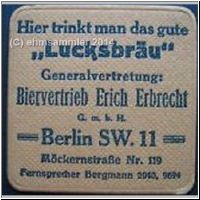 Hier trinkt man das gute
(C) ehmsammler 2014
"Lucksbräu"
Generalvertretung:
Biervertrieb Erich Erbrecht
G. m. b. H.
Berlin SW. 11
Möckernstraße Nr. 119
Fernsprecher Bergmann 2040, 9694